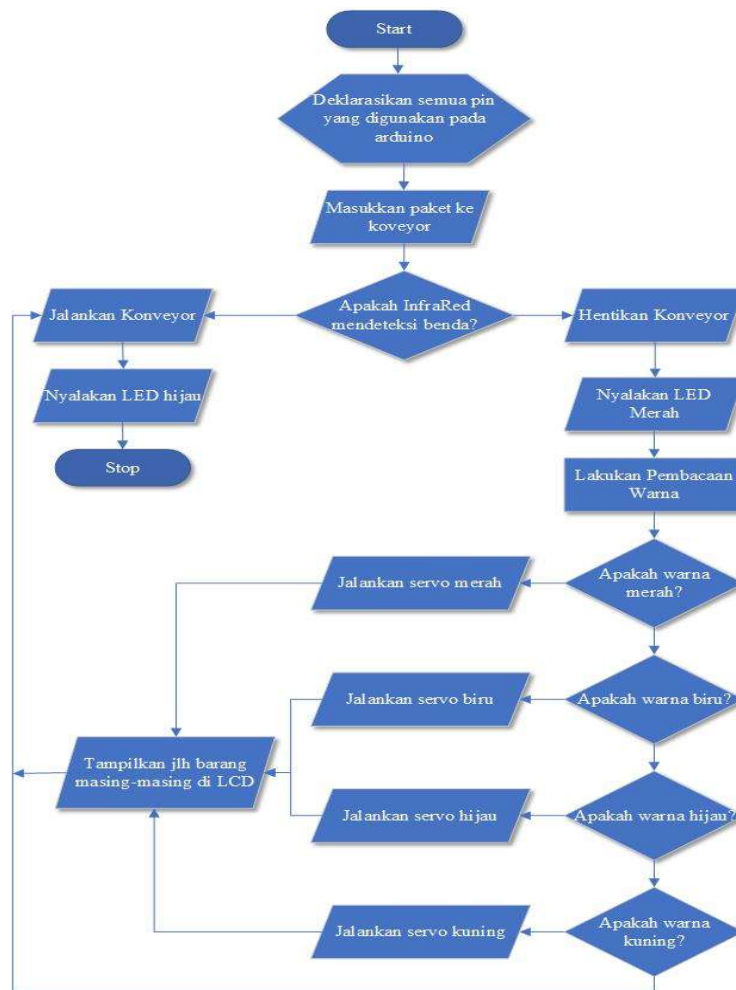 Start
Deklarasikan semua pin
yang digunakan pada
arduino
Masukkan paket ke
koveyor
Apakah InfraRed
mendeteksi benda?
Jalankan Konveyor
Hentikan Konveyor
Nyalakan LED hijau
Nyalakan LED
Merah
Stop
Lakukan Pembacaan
Warna
Apakah warna
merah?
Jalankan servo merah
Apakah warna biru?
Jalankan servo biru
Tampilkan jlh barang
masing-masing di LCD
Apakah warna hijau?
Jalankan servo hijau
Apakah warna
kuning?
Jalankan servo kuning